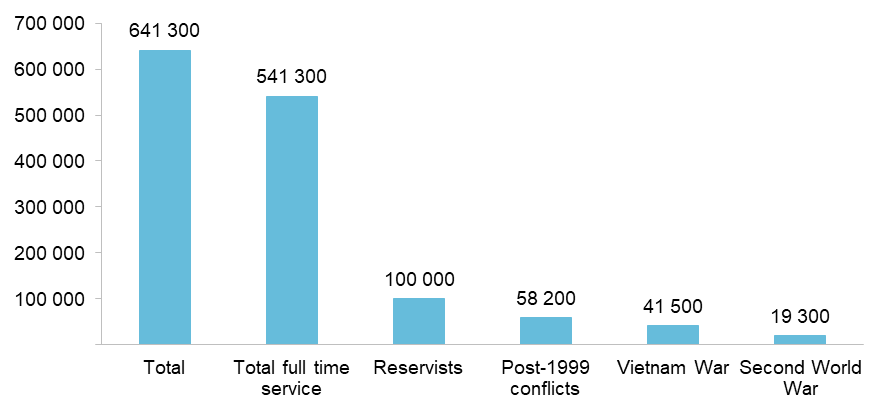 700 000
600 000
500 000
400 000
300 000
200 000
100 000
641 300
541 300
100 000
58 200
41 500
19 300
Total
Total full time
service
Reservists
Post-1999
conflicts
Vietnam War
Second World
War